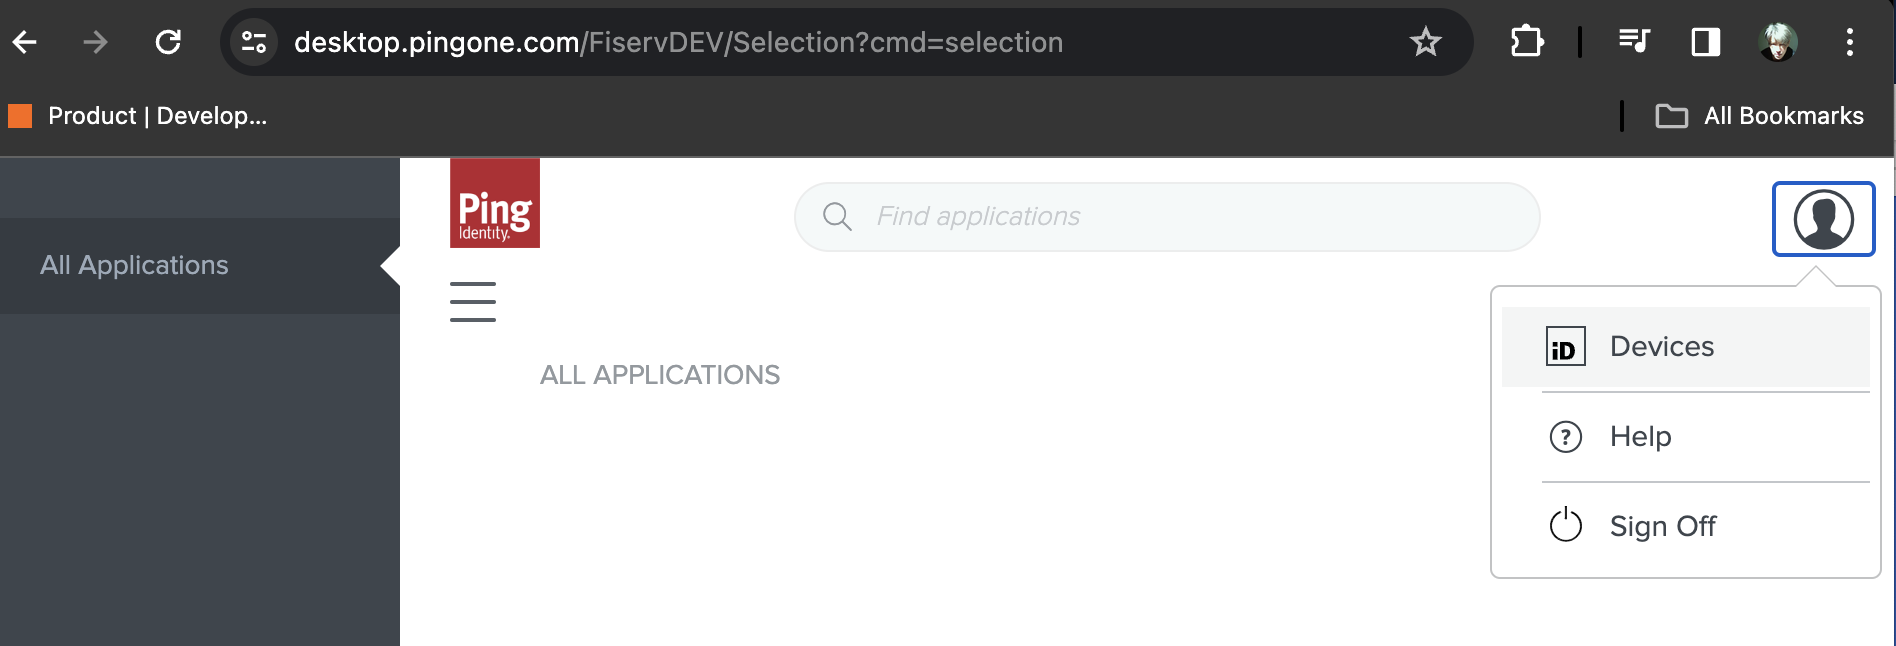 desktop.pingone.com/FiservDEV/Selection?cmd=selection
Product | Develop...
All Bookmarks
Ping
Identity.
Find applications
All Applications
ALL APPLICATIONS
iD Devices
? Help
Sign Off